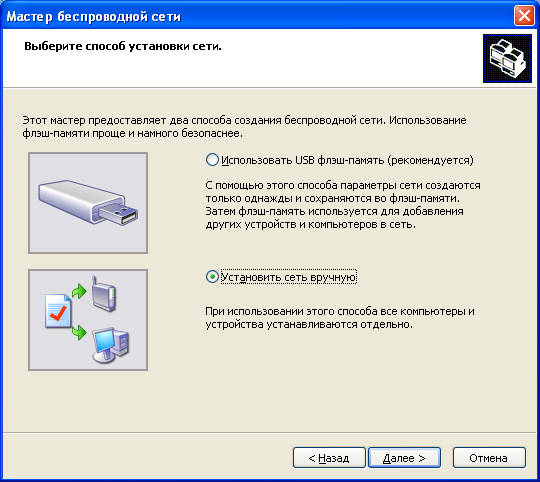 Мастер беспроводной сети
Выберите способ установки сети.
Этот мастер предоставляет два способа создания беспроводной сети. Использование
флэш-памяти проще и намного безопаснее.
Использовать USB флэш-память (рекомендуется)
С помощью этого способа параметры сети создаются
только однажды и сохраняются во флэш-памяти.
Затем флэш-память используется для добавления
других устройств и компьютеров в сеть.
Установить сеть вручную
При использовании этого способа все компьютеры и
устройства устанавливаются отдельно.
< Назад
Далее >
Отмена